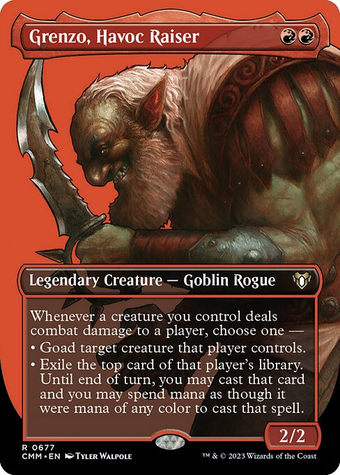 Grenzo, Havoc Raiser
Legendary Creature — Goblin Rogue
Whenever a creature you control deals
combat damage to a player, choose one —
• Goad target creature that player controls.
• Exile the top card of that player's library.
Until end of turn, you may cast that card
and you may spend mana as though it
were mana of any color to cast that spell.
2/2
R 0677
CMM • EN Tyler Walpole
™ & © 2023 Wizards of the Coast